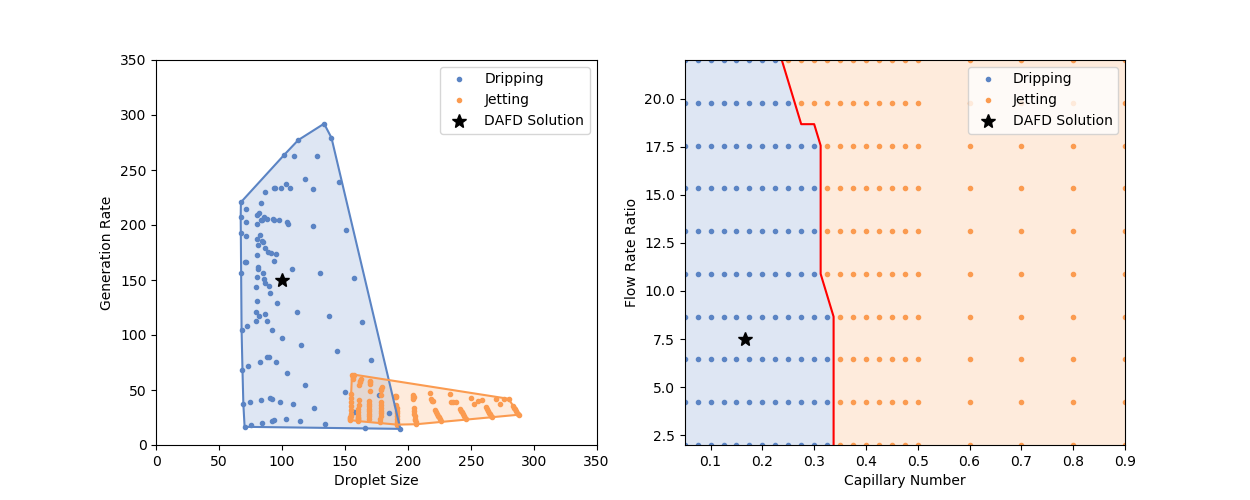 350
300
250
200
150
100
50
0
Generation Rate
0 50 100 150 200 250 300 350
Droplet Size
Dripping
Jetting
DAFD Solution
20.0
17.5
15.0
12.5
10.0
7.5
5.0
2.5
Flow Rate Ratio
0.1 0.2 0.3 0.4 0.5 0.6 0.7 0.8 0.9
Capillary Number
Dripping
Jetting
DAFD Solution